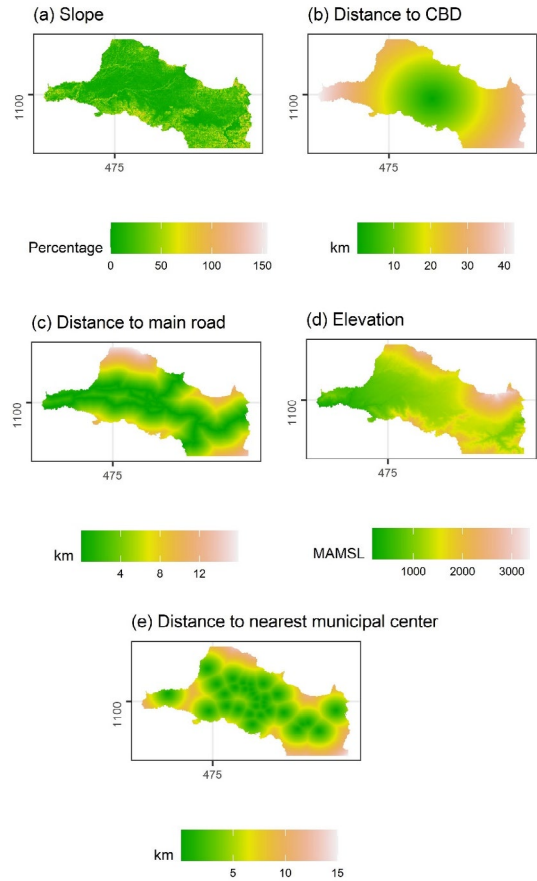 (a) Slope
(b) Distance to CBD
1100
1100
475
475
Percentage
0 50 100 150
km
10 20 30 40
(c) Distance to main road
(d) Elevation
1100
1100
475
475
km
4 8 12
MAMSL
1000 2000 3000
(e) Distance to nearest municipal center
1100
475
km
5 10 15